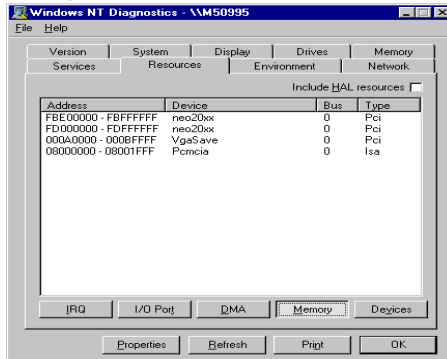 Windows NT Diagnostics - \\M50995
File Help
Version System Display Drives Memory
Services Resources Environment Network
Include HAL resources
Address Device Bus Type
FBE00000 - FBFFFFFF neo20xx 0 Pci
FD000000 - FDFFFFFF neo20xx 0 Pci
000A0000 - 000BFFFF VgaSave 0 Pci
08000000 - 08001FFF Pcmcia 0 Isa
IRQ I/O Port DMA Memory Devices
Properties Refresh Print OK